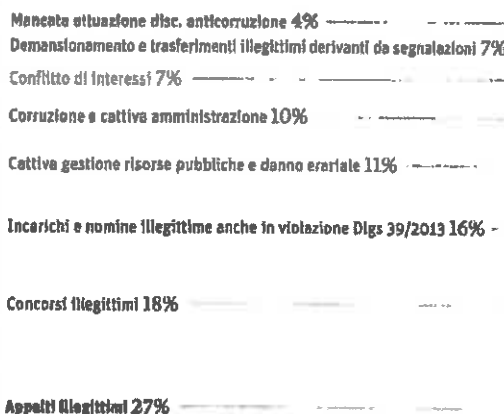 Mancata attuazione disc. anticorruzione 4%
Demansionamento e trasferimenti illegittimi derivanti da segnalazioni 7%
Conflitto di interessi 7%
Corruzione e cattiva amministrazione 10%
Cattiva gestione risorse pubbliche e danno erariale 11%
Incarichi e nomine illegittime anche in violazione Dlgs 39/2013 16%
Concorsi illegittimi 18%
Appalti illegittimi 27%